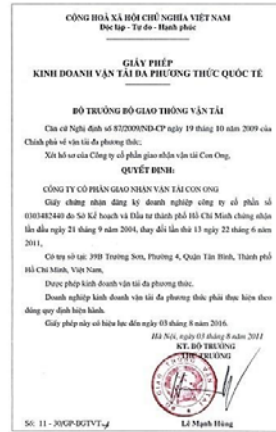 CỘNG HOÀ XÃ HỘI CHỦ NGHĨA VIỆT NAM
Độc lập - Tự do - Hạnh phúc
GIẤY PHÉP
KINH DOANH VẬN TẢI ĐA PHƯƠNG THỨC QUỐC TẾ
BỘ TRƯỞNG BỘ GIAO THÔNG VẬN TẢI
Căn cứ Nghị định số 87/2009/NĐ-CP ngày 19 tháng 10 năm 2009 của
Chính phủ về vận tải đa phương thức;
Xét hồ sơ của Công ty cổ phần giao nhận vận tải Con Ong,
QUYẾT ĐỊNH:
CÔNG TY CỔ PHẦN GIAO NHẬN VẬN TẢI CON ONG
Giấy chứng nhận đăng ký doanh nghiệp công ty cổ phần số
0303482440 do Sở Kế hoạch và Đầu tư thành phố Hồ Chí Minh chứng nhận
lần đầu ngày 21 tháng 9 năm 2004, thay đổi lần thứ 13 ngày 22 tháng 6 năm
2011,
Có trụ sở tại: 39B Trường Sơn, Phường 4, Quận Tân Bình, Thành phố
Hồ Chí Minh, Việt Nam,
Được phép kinh doanh vận tải đa phương thức.
Doanh nghiệp kinh doanh vận tải đa phương thức phải thực hiện theo
đúng quy định hiện hành.
Giấy phép này có hiệu lực đến ngày 03 tháng 8 năm 2016.
Hà Nội, ngày 03 tháng 8 năm 2011
KT. BỘ TRƯỞNG
THỨ TRƯỞNG
Lê Mạnh Hùng
Số: 11 - 30/GP-BGTVT